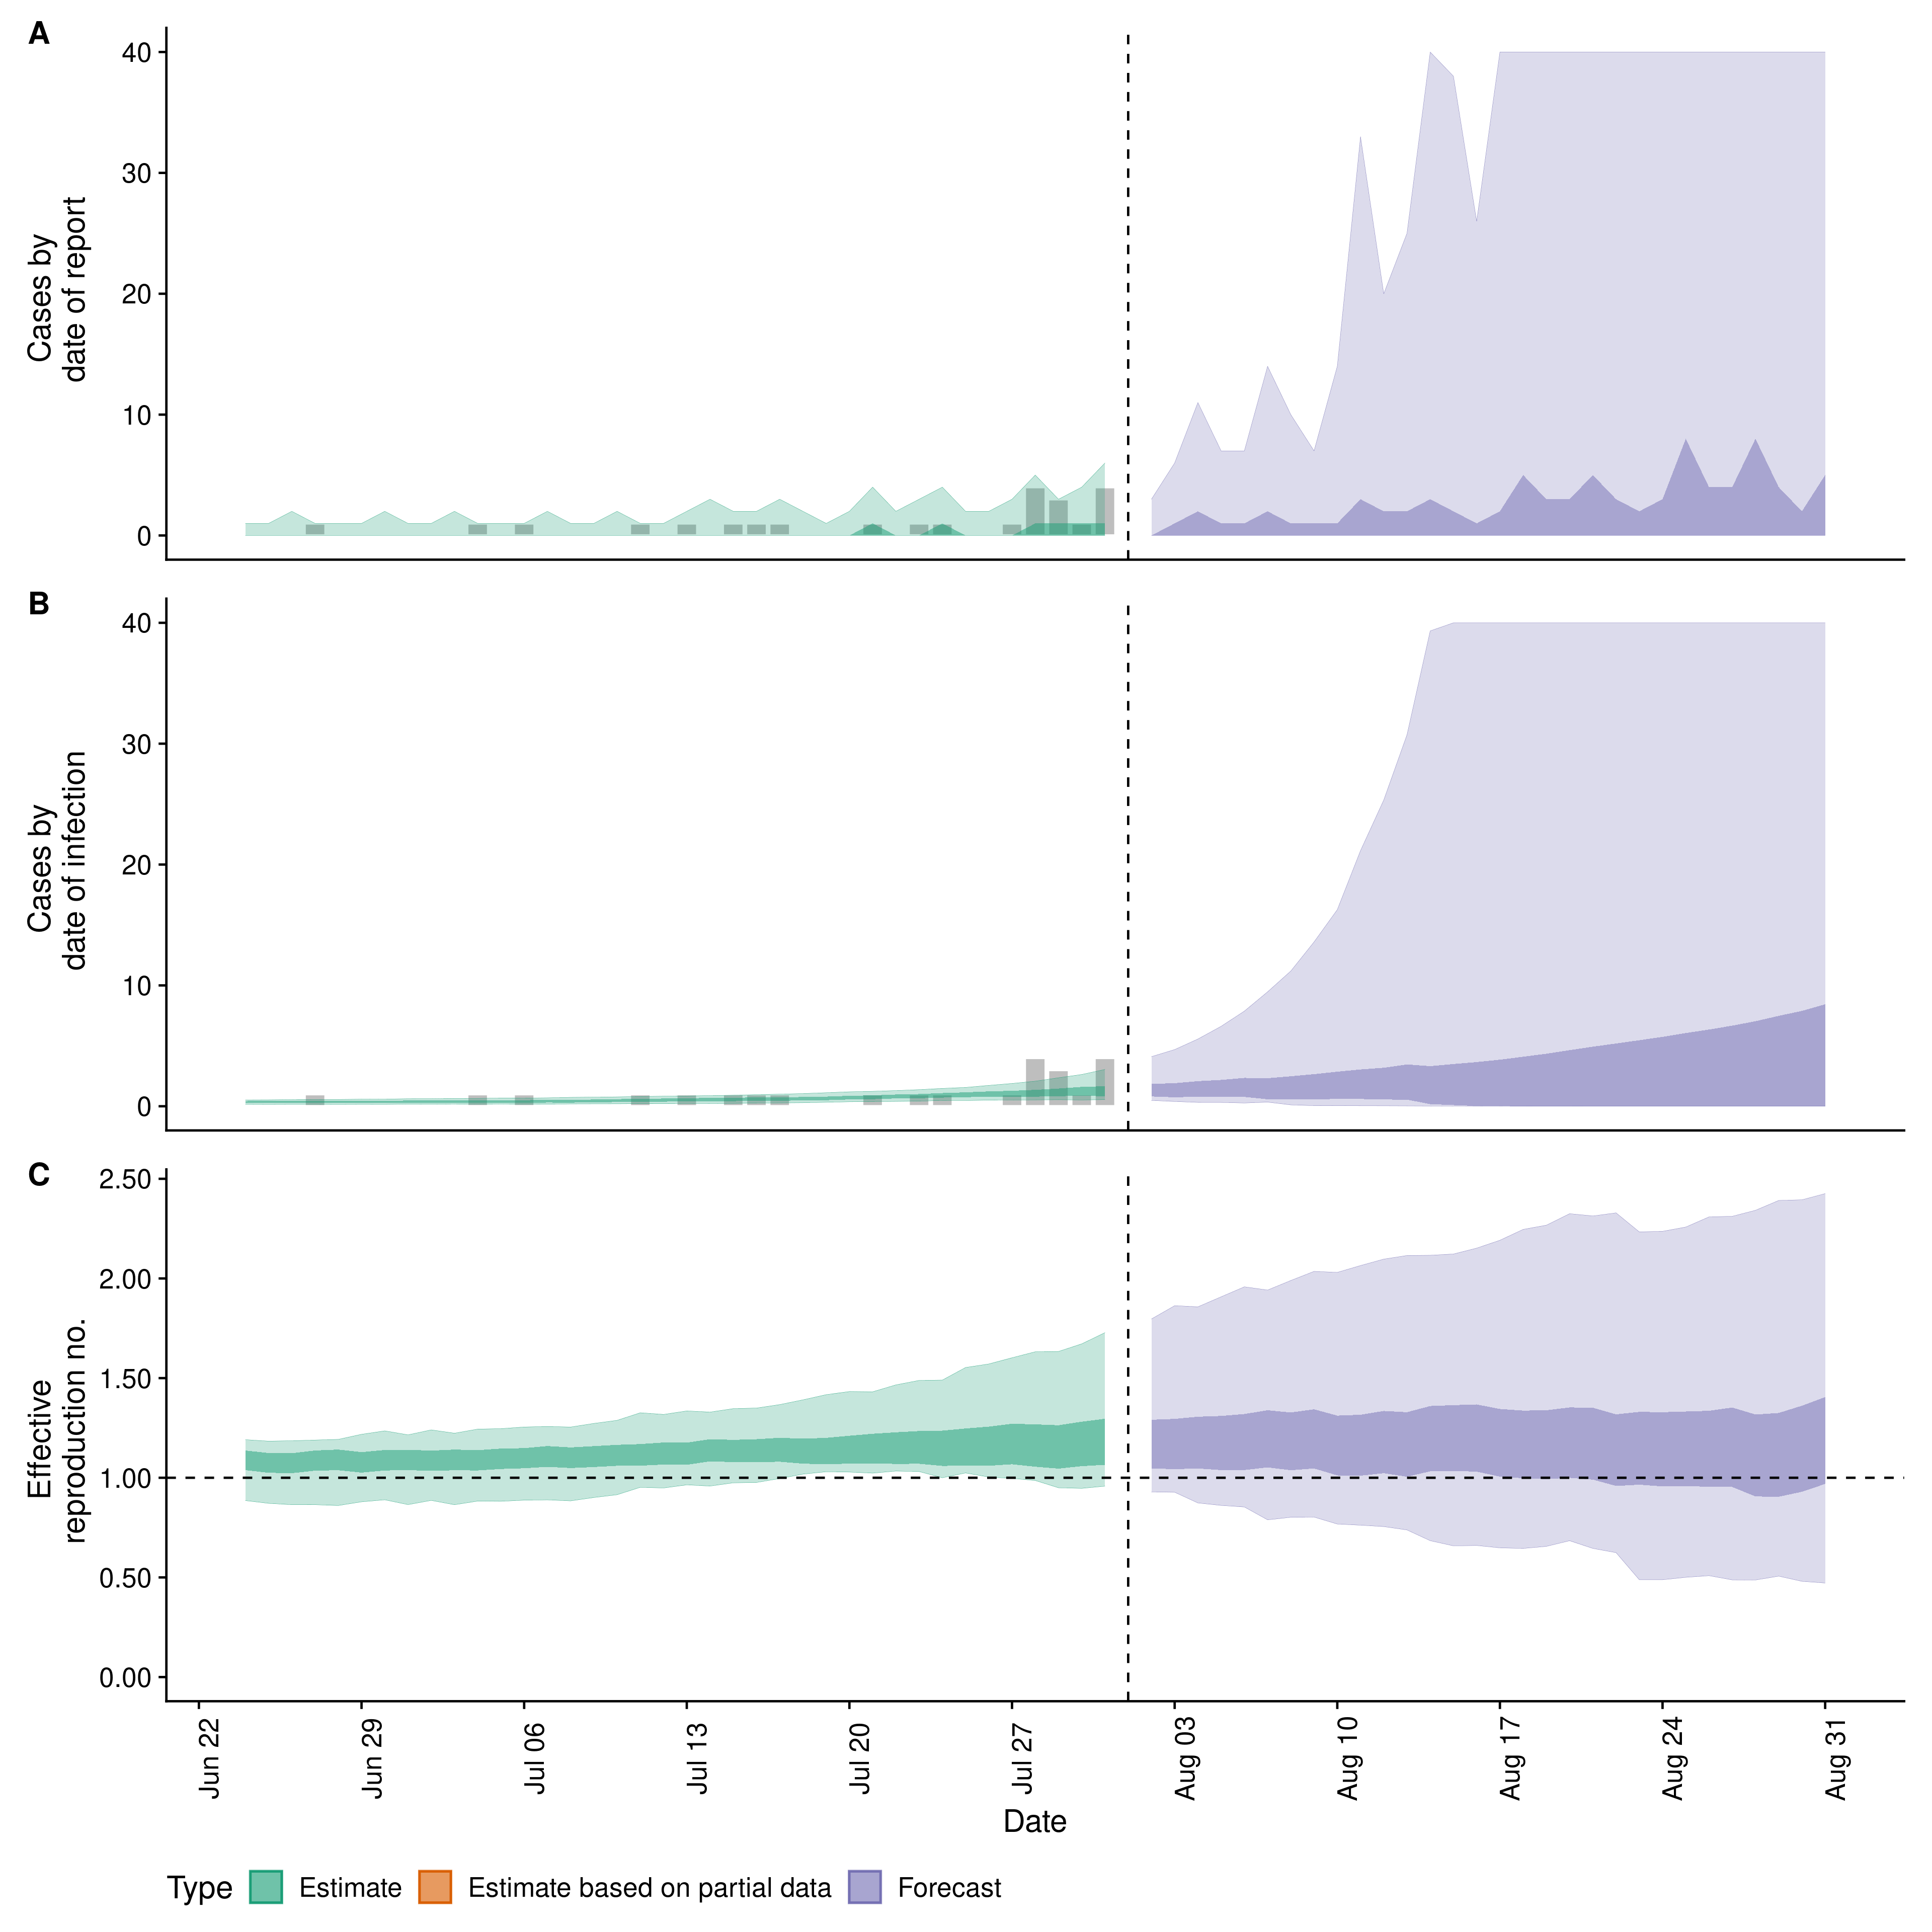 A
40
30
20
10
0
Cases by
date of report
B
40
30
20
10
0
Cases by
date of infection
C
2.50
2.00
1.50
1.00
0.50
0.00
Effective
reproduction no.
Jun 22
Jun 29
Jul 06
Jul 13
Jul 20
Jul 27
Aug 03
Aug 10
Aug 17
Aug 24
Aug 31
Date
Type Estimate Estimate based on partial data Forecast